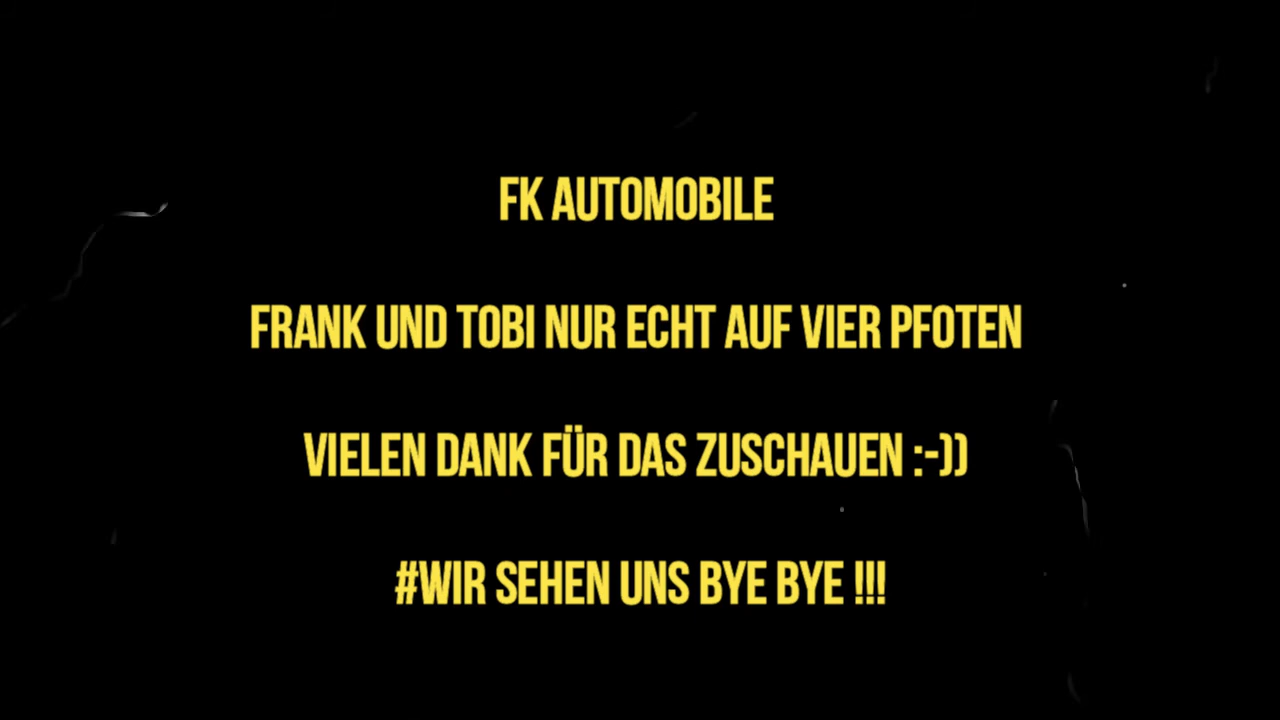 FK AUTOMOBILE
FRANK UND TOBI NUR ECHT AUF VIER PFOTEN
VIELEN DANK FÜR DAS ZUSCHAUEN :-))
#WIR SEHEN UNS BYE BYE !!!